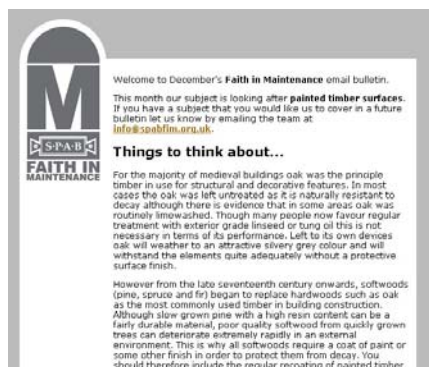 M
S·P·A·B
FAITH IN
MAINTENANCE
Welcome to December's Faith in Maintenance email bulletin.
This month our subject is looking after painted timber surfaces.
If you have a subject that you would like us to cover in a future
bulletin let us know by emailing the team at
info@spabfim.org.uk.
Things to think about...
For the majority of medieval buildings oak was the principle
timber in use for structural and decorative features. In most
cases the oak was left untreated as it is naturally resistant to
decay although there is evidence that in some areas oak was
routinely limewashed. Though many people now favour regular
treatment with exterior grade linseed or tung oil this is not
necessary in terms of its performance. Left to its own devices
oak will weather to an attractive silvery grey colour and will
withstand the elements quite adequately without a protective
surface finish.
However from the late seventeenth century onwards, softwoods
(pine, spruce and fir) began to replace hardwoods such as oak
as the most commonly used timber in building construction.
Although slow grown pine with a high resin content can be a
fairly durable material, poor quality softwood from quickly grown
trees can deteriorate extremely rapidly in an external
environment. This is why all softwoods require a coat of paint or
some other finish in order to protect them from decay. You
should therefore include the regular recoating of painted timber